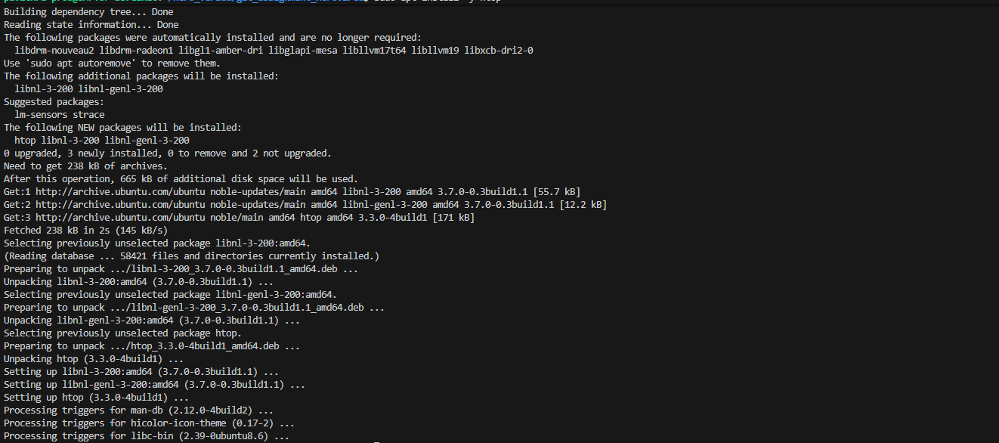 Building dependency tree... Done
Reading state information... Done
The following packages were automatically installed and are no longer required:
  libdrm-nouveau2 libdrm-radeon1 libgl1-amber-dri libglapi-mesa libllvm17t64 libllvm19 libxcb-dri2-0
Use 'sudo apt autoremove' to remove them.
The following additional packages will be installed:
  libnl-3-200 libnl-genl-3-200
Suggested packages:
  lm-sensors strace
The following NEW packages will be installed:
  htop libnl-3-200 libnl-genl-3-200
0 upgraded, 3 newly installed, 0 to remove and 2 not upgraded.
Need to get 238 kB of archives.
After this operation, 665 kB of additional disk space will be used.
Get:1 http://archive.ubuntu.com/ubuntu noble-updates/main amd64 libnl-3-200 amd64 3.7.0-0.3build1.1 [55.7 kB]
Get:2 http://archive.ubuntu.com/ubuntu noble-updates/main amd64 libnl-genl-3-200 amd64 3.7.0-0.3build1.1 [12.2 kB]
Get:3 http://archive.ubuntu.com/ubuntu noble/main amd64 htop amd64 3.3.0-4build1 [171 kB]
Fetched 238 kB in 2s (145 kB/s)
Selecting previously unselected package libnl-3-200:amd64.
(Reading database ... 58421 files and directories currently installed.)
Preparing to unpack .../libnl-3-200_3.7.0-0.3build1.1_amd64.deb ...
Unpacking libnl-3-200:amd64 (3.7.0-0.3build1.1) ...
Selecting previously unselected package libnl-genl-3-200:amd64.
Preparing to unpack .../libnl-genl-3-200_3.7.0-0.3build1.1_amd64.deb ...
Unpacking libnl-genl-3-200:amd64 (3.7.0-0.3build1.1) ...
Selecting previously unselected package htop.
Preparing to unpack .../htop_3.3.0-4build1_amd64.deb ...
Unpacking htop (3.3.0-4build1) ...
Setting up libnl-3-200:amd64 (3.7.0-0.3build1.1) ...
Setting up libnl-genl-3-200:amd64 (3.7.0-0.3build1.1) ...
Setting up htop (3.3.0-4build1) ...
Processing triggers for man-db (2.12.0-4build2) ...
Processing triggers for hicolor-icon-theme (0.17-2) ...
Processing triggers for libc-bin (2.39-0ubuntu8.6) ...